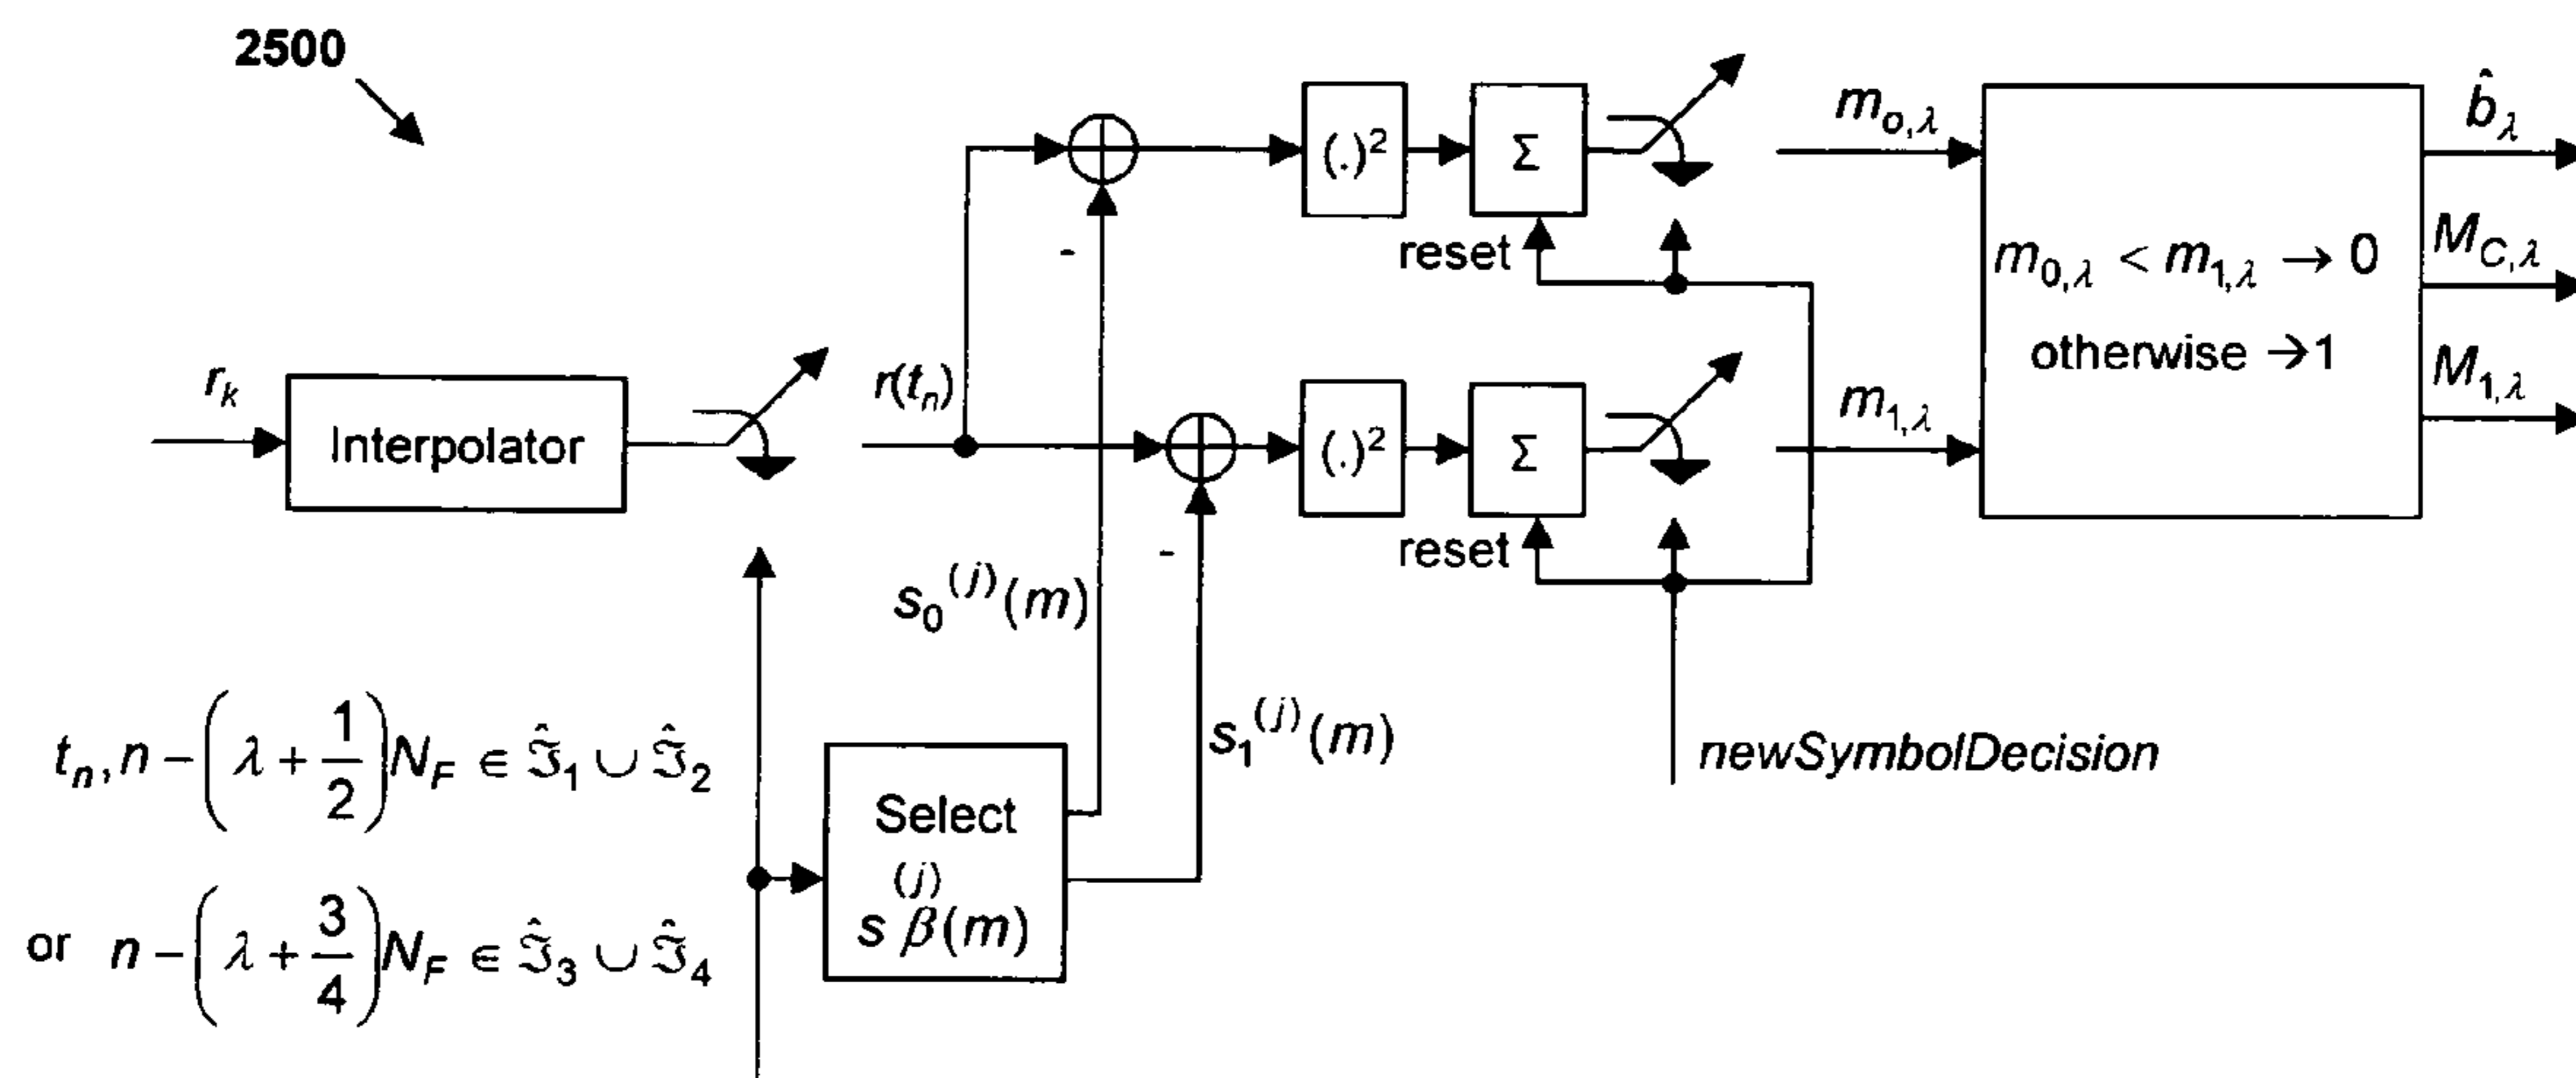 2500
r_k
Interpolator
r(t_n)
-
(.)²
Σ
reset
m_{o,λ}
-
(.)²
Σ
reset
m_{1,λ}
m_{0,λ} < m_{1,λ} → 0
otherwise →1
b̂_λ
M_{C,λ}
M_{1,λ}
s_0^{(j)}(m)
s_1^{(j)}(m)
newSymbolDecision
t_n, n − (λ + 1/2) N_F ∈ ℑ̂_1 ∪ ℑ̂_2
or n − (λ + 3/4) N_F ∈ ℑ̂_3 ∪ ℑ̂_4
Select
(j)
s β(m)